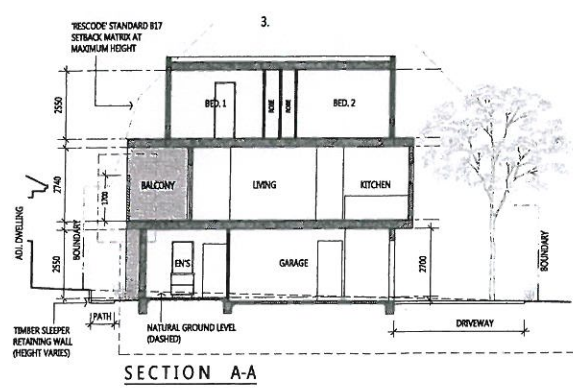 3.
'RESCODE' STANDARD B17
SETBACK MATRIX AT
MAXIMUM HEIGHT
2550
BED. 1
ROBE
ROBE
BED. 2
2740
BALCONY
1700
LIVING
KITCHEN
ADJ. DWELLING
BOUNDARY
2550
EN'S
GARAGE
2700
BOUNDARY
PATH
DRIVEWAY
TIMBER SLEEPER
RETAINING WALL
(HEIGHT VARIES)
NATURAL GROUND LEVEL
(DASHED)
SECTION A-A